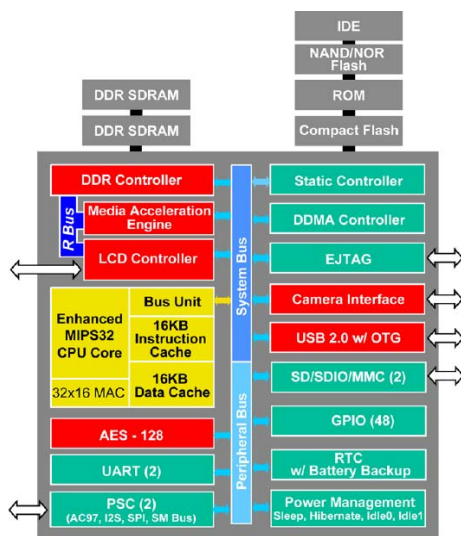 IDE
NAND/NOR
Flash
ROM
Compact Flash
DDR SDRAM
DDR SDRAM
DDR Controller
R Bus
Media Acceleration
Engine
LCD Controller
Enhanced
MIPS32
CPU Core
Bus Unit
16KB
Instruction
Cache
32x16 MAC
16KB
Data Cache
AES - 128
UART (2)
PSC (2)
(AC97, I2S, SPI, SM Bus)
System Bus
Peripheral Bus
Static Controller
DDMA Controller
EJTAG
Camera Interface
USB 2.0 w/ OTG
SD/SDIO/MMC (2)
GPIO (48)
RTC
w/ Battery Backup
Power Management
Sleep, Hibernate, Idle0, Idle1